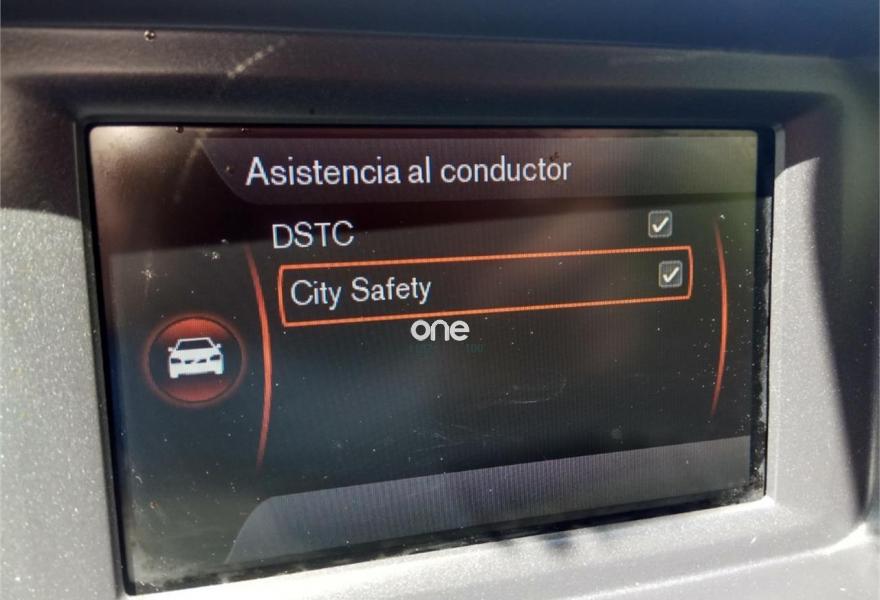 Asistencia al conductor
DSTC
City Safety
one